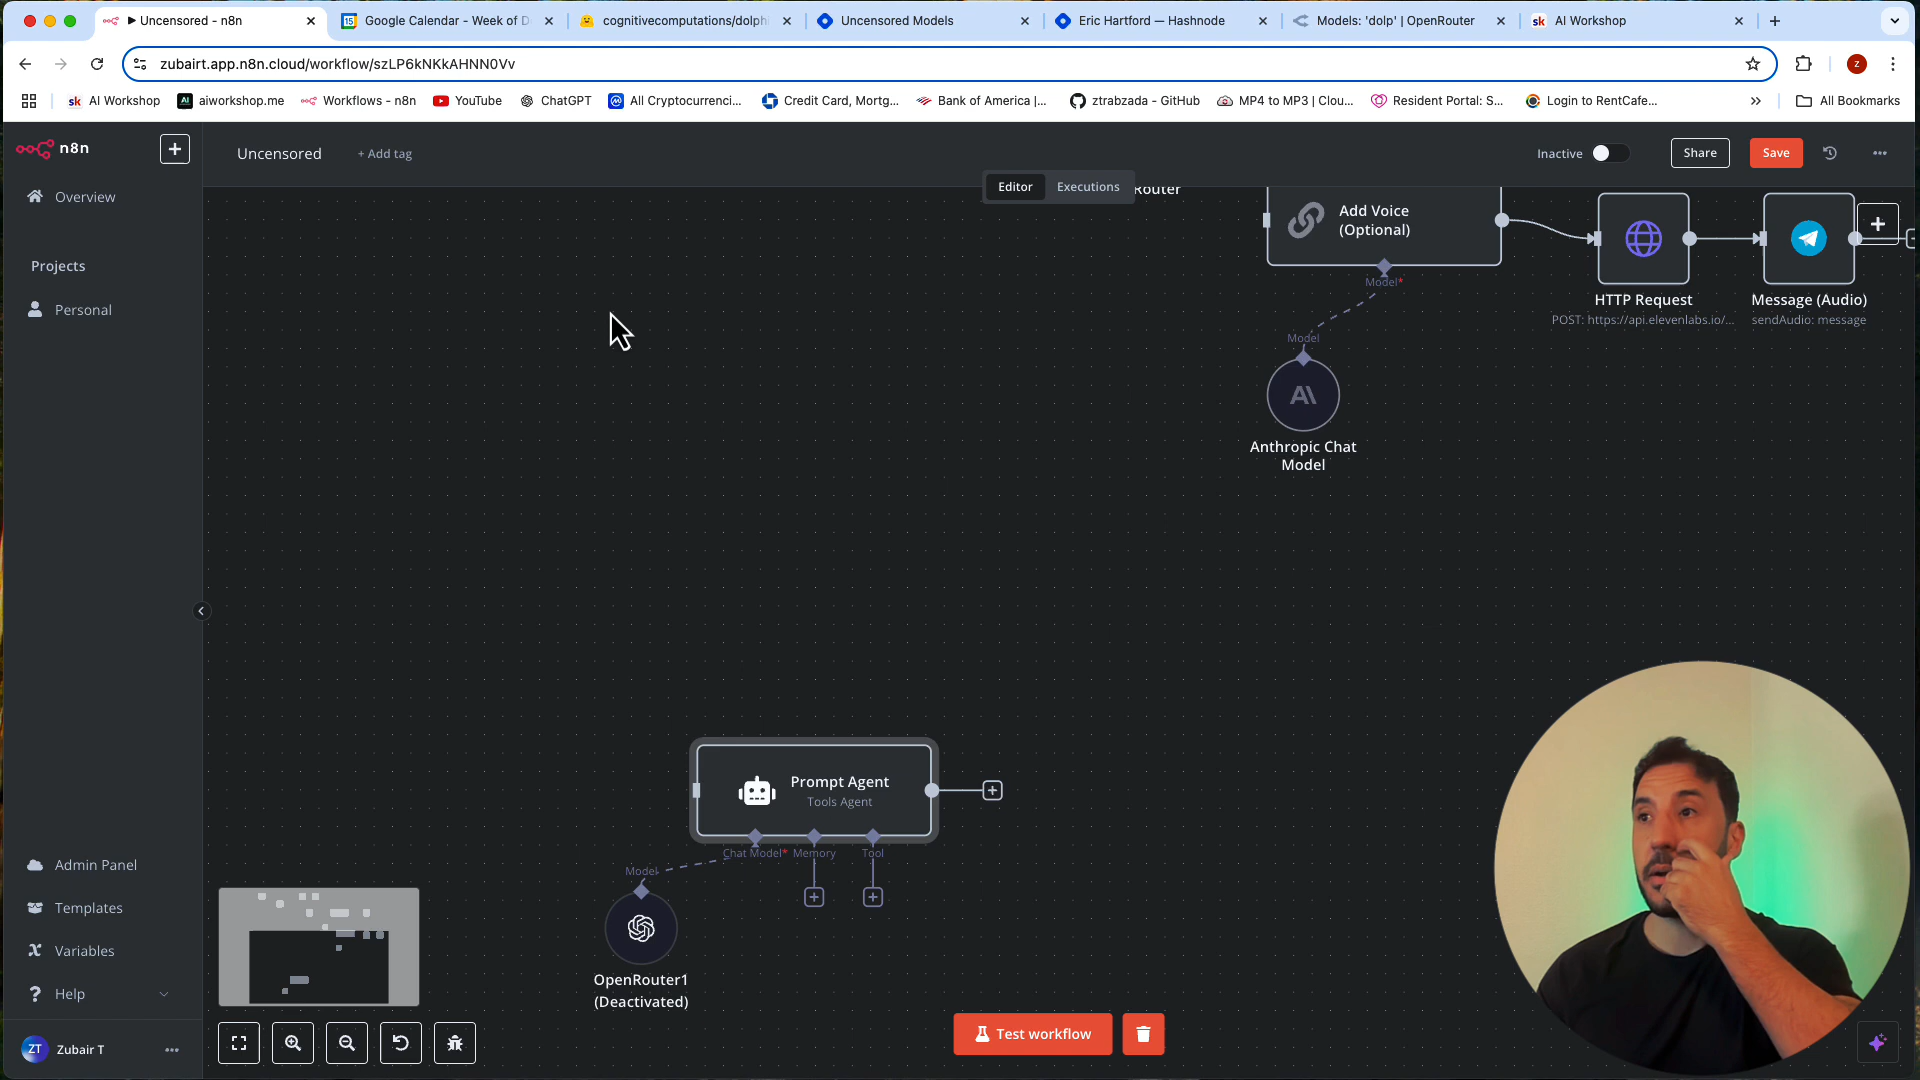 ▶ Uncensored - n8n
Google Calendar - Week of D
cognitivecomputations/dolph
Uncensored Models
Eric Hartford — Hashnode
Models: 'dolp' | OpenRouter
sk AI Workshop
zubairt.app.n8n.cloud/workflow/szLP6kNKkAHNN0Vv
z
sk AI Workshop
AI aiworkshop.me
Workflows - n8n
YouTube
ChatGPT
All Cryptocurrenci...
Credit Card, Mortg...
Bank of America |...
ztrabzada - GitHub
MP4 to MP3 | Clou...
Resident Portal: S...
Login to RentCafe...
All Bookmarks
n8n
Uncensored
+ Add tag
Inactive
Share
Save
Editor
Executions
Router
Overview
Projects
Personal
Add Voice
(Optional)
Model*
Model
Anthropic Chat
Model
HTTP Request
POST: https://api.elevenlabs.io/...
Message (Audio)
sendAudio: message
Prompt Agent
Tools Agent
Chat Model*
Memory
Tool
Model
OpenRouter1
(Deactivated)
Admin Panel
Templates
Variables
Help
ZT Zubair T
Test workflow